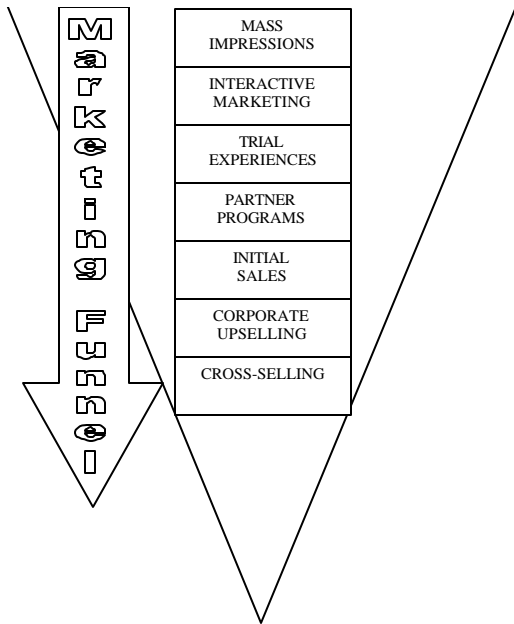 Marketing Funnel
MASS
IMPRESSIONS
INTERACTIVE
MARKETING
TRIAL
EXPERIENCES
PARTNER
PROGRAMS
INITIAL
SALES
CORPORATE
UPSELLING
CROSS-SELLING